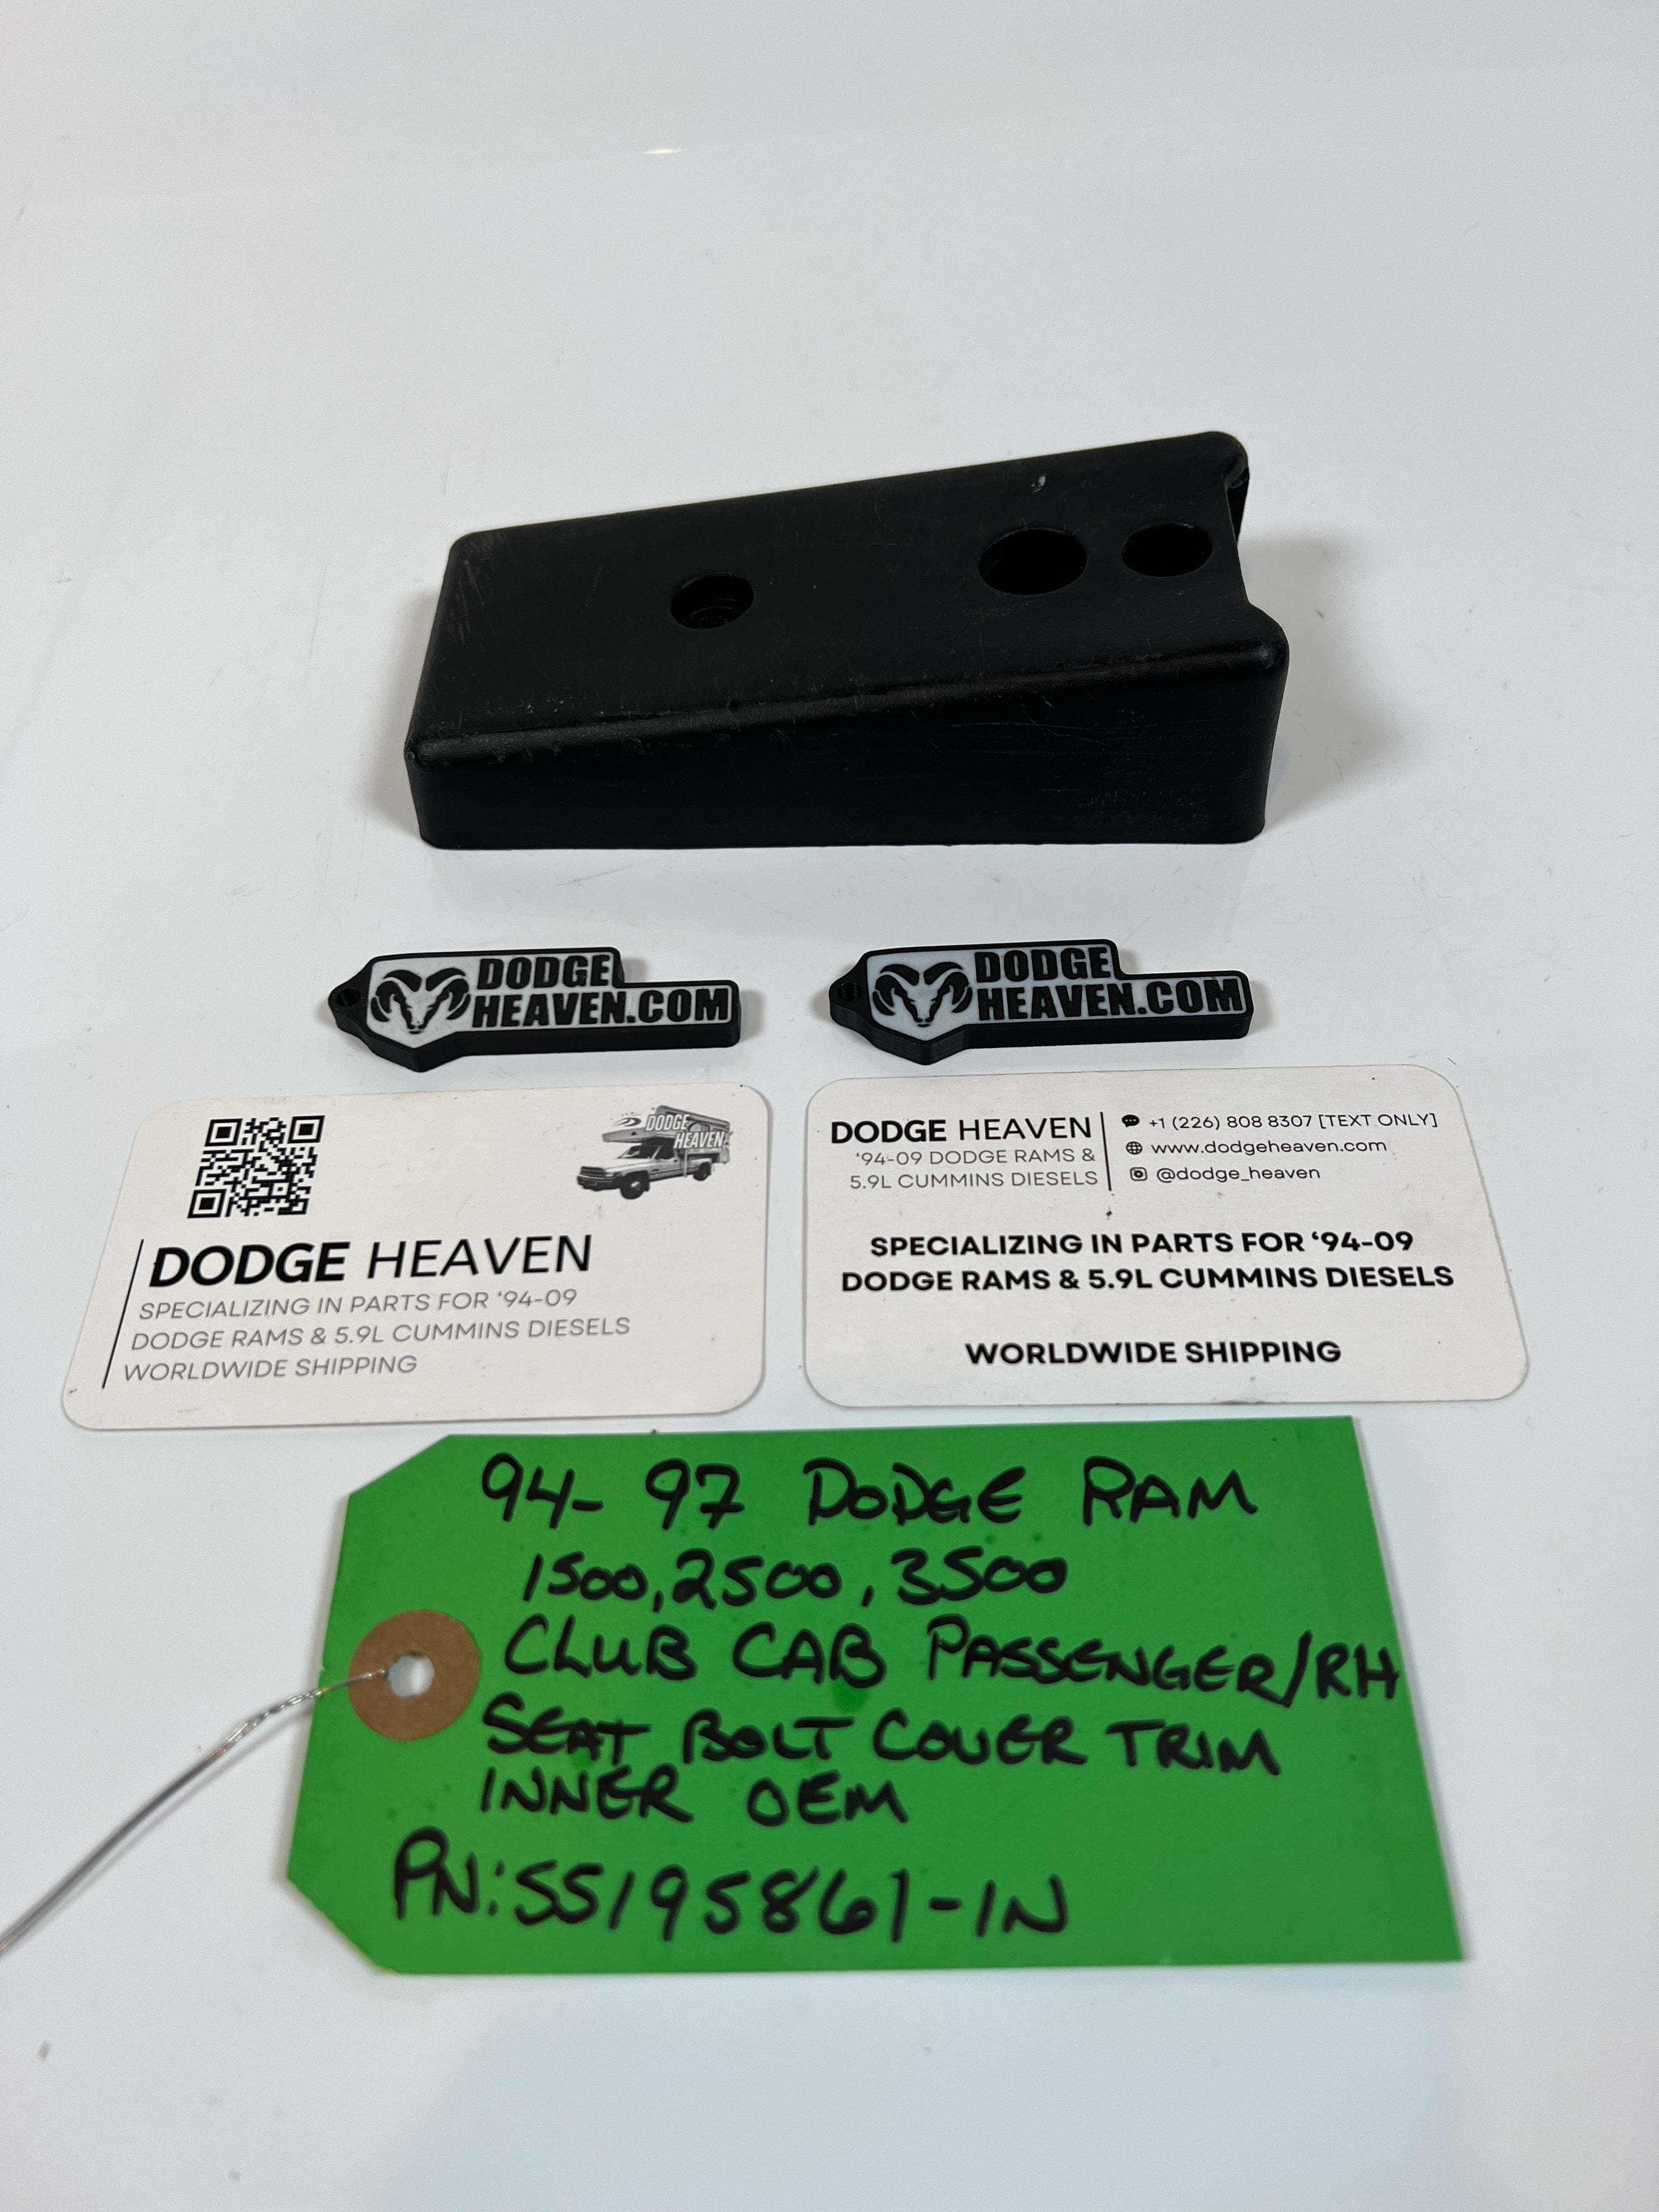 DODGE
HEAVEN.COM
DODGE
HEAVEN.COM
DODGE
HEAVEN
DODGE HEAVEN
SPECIALIZING IN PARTS FOR ‘94-09
DODGE RAMS & 5.9L CUMMINS DIESELS
WORLDWIDE SHIPPING
DODGE HEAVEN
‘94-09 DODGE RAMS &
5.9L CUMMINS DIESELS
+1 (226) 808 8307 [TEXT ONLY]
www.dodgeheaven.com
@dodge_heaven
SPECIALIZING IN PARTS FOR ‘94-09
DODGE RAMS & 5.9L CUMMINS DIESELS
WORLDWIDE SHIPPING
94-97 DODGE RAM
1500, 2500, 3500
CLUB CAB PASSENGER/RH
SEAT BOLT COVER TRIM
INNER OEM
PN: 55195861-IN